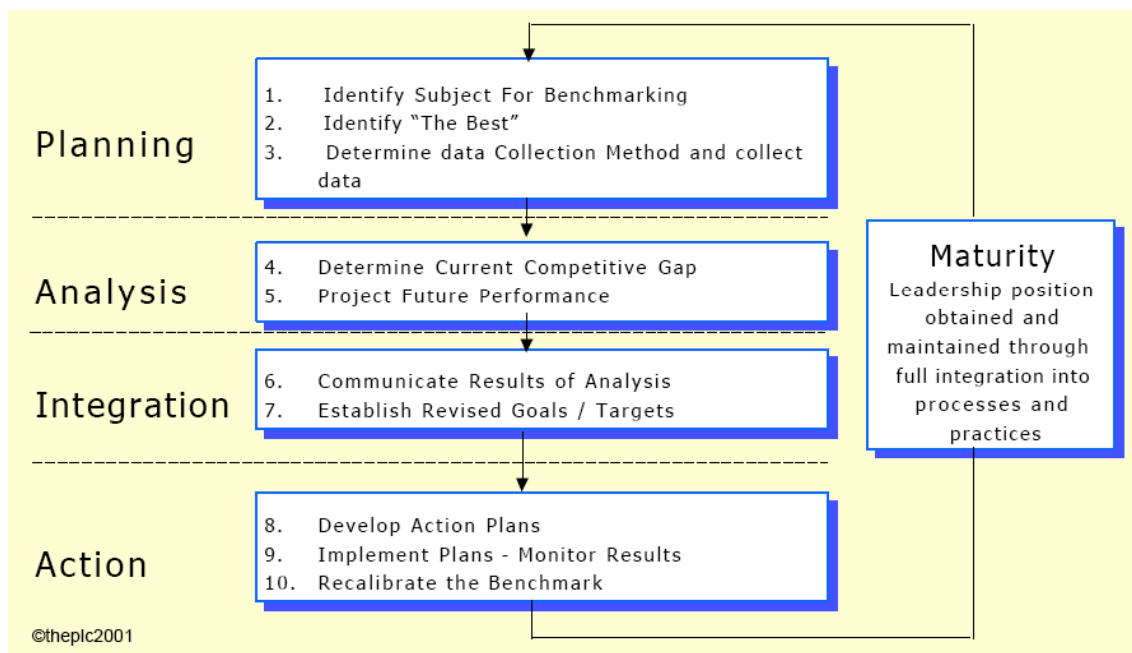 Planning
1. Identify Subject For Benchmarking
2. Identify “The Best”
3. Determine data Collection Method and collect
data
Analysis
4. Determine Current Competitive Gap
5. Project Future Performance
Integration
6. Communicate Results of Analysis
7. Establish Revised Goals / Targets
Action
8. Develop Action Plans
9. Implement Plans - Monitor Results
10. Recalibrate the Benchmark
Maturity
Leadership position
obtained and
maintained through
full integration into
processes and
practices
©thepic2001